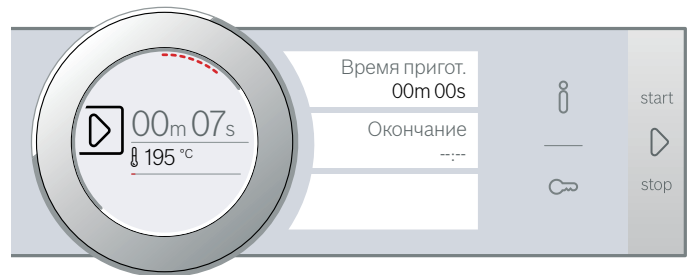 00m 07s
195 °C
Время пригот.
00m 00s
Окончание
--:--
start
stop